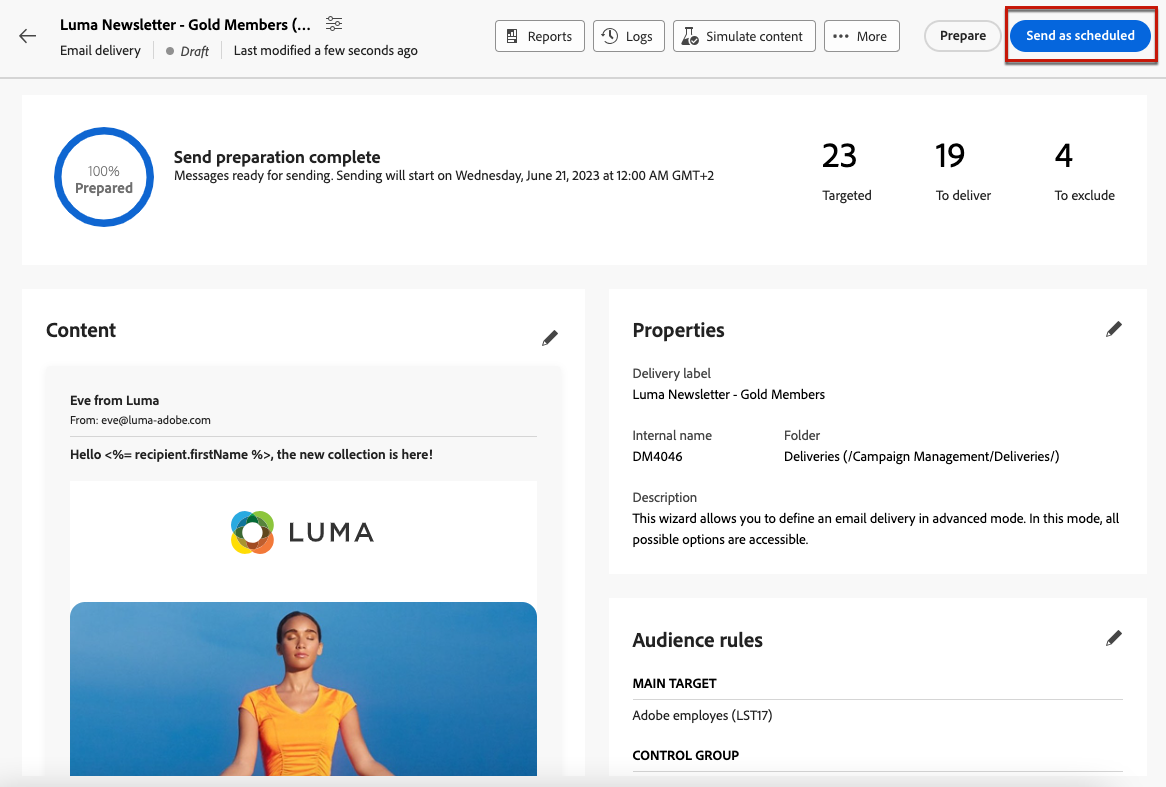 Luma Newsletter - Gold Members (...
Email delivery
Draft
Last modified a few seconds ago
Reports
Logs
Simulate content
More
Prepare
Send as scheduled
100%
Prepared
Send preparation complete
Messages ready for sending. Sending will start on Wednesday, June 21, 2023 at 12:00 AM GMT+2
23
Targeted
19
To deliver
4
To exclude
Content
Eve from Luma
From: eve@luma-adobe.com
Hello <%= recipient.firstName %>, the new collection is here!
LUMA
Properties
Delivery label
Luma Newsletter - Gold Members
Internal name
DM4046
Folder
Deliveries (/Campaign Management/Deliveries/)
Description
This wizard allows you to define an email delivery in advanced mode. In this mode, all
possible options are accessible.
Audience rules
MAIN TARGET
Adobe employes (LST17)
CONTROL GROUP